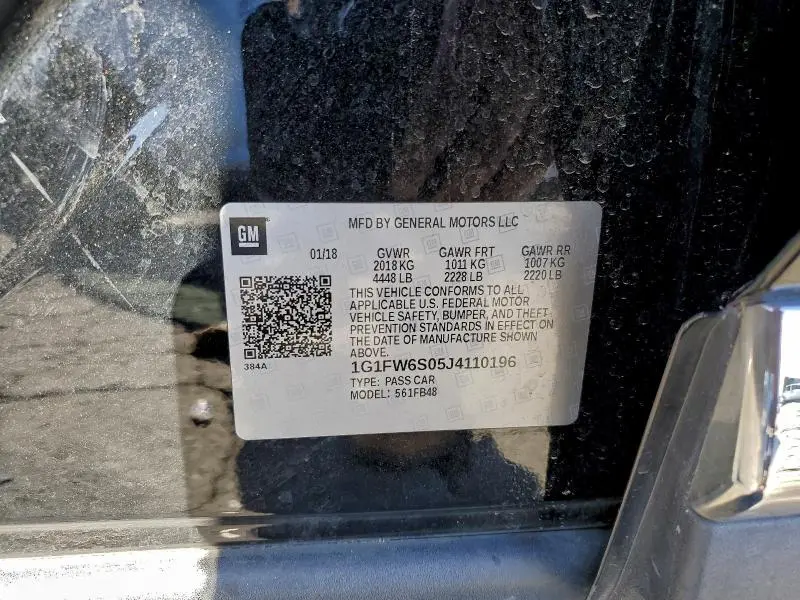 GM
MFD BY GENERAL MOTORS LLC
01/18 GVWR GAWR FRT GAWR RR
2018 KG 1011 KG 1007 KG
4448 LB 2228 LB 2220 LB
THIS VEHICLE CONFORMS TO ALL
APPLICABLE U.S. FEDERAL MOTOR
VEHICLE SAFETY, BUMPER, AND THEFT
PREVENTION STANDARDS IN EFFECT ON
THE DATE OF MANUFACTURE SHOWN
ABOVE.
384A
1G1FW6S05J4110196
TYPE: PASS CAR
MODEL: 561FB48